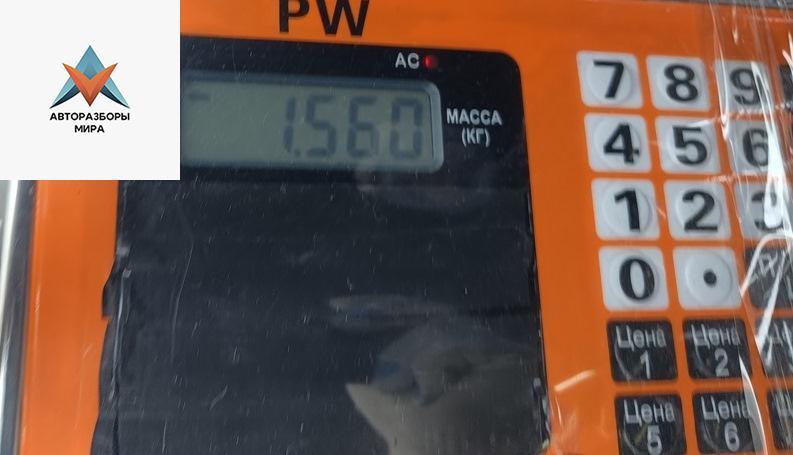 PW
АВТОРАЗБОРЫ
МИРА
AC
1.560
МАССА
(КГ)
7 8 9
4 5 6
1 2 3
0 .
Цена 1
Цена 2
Цена 5
Цена 6